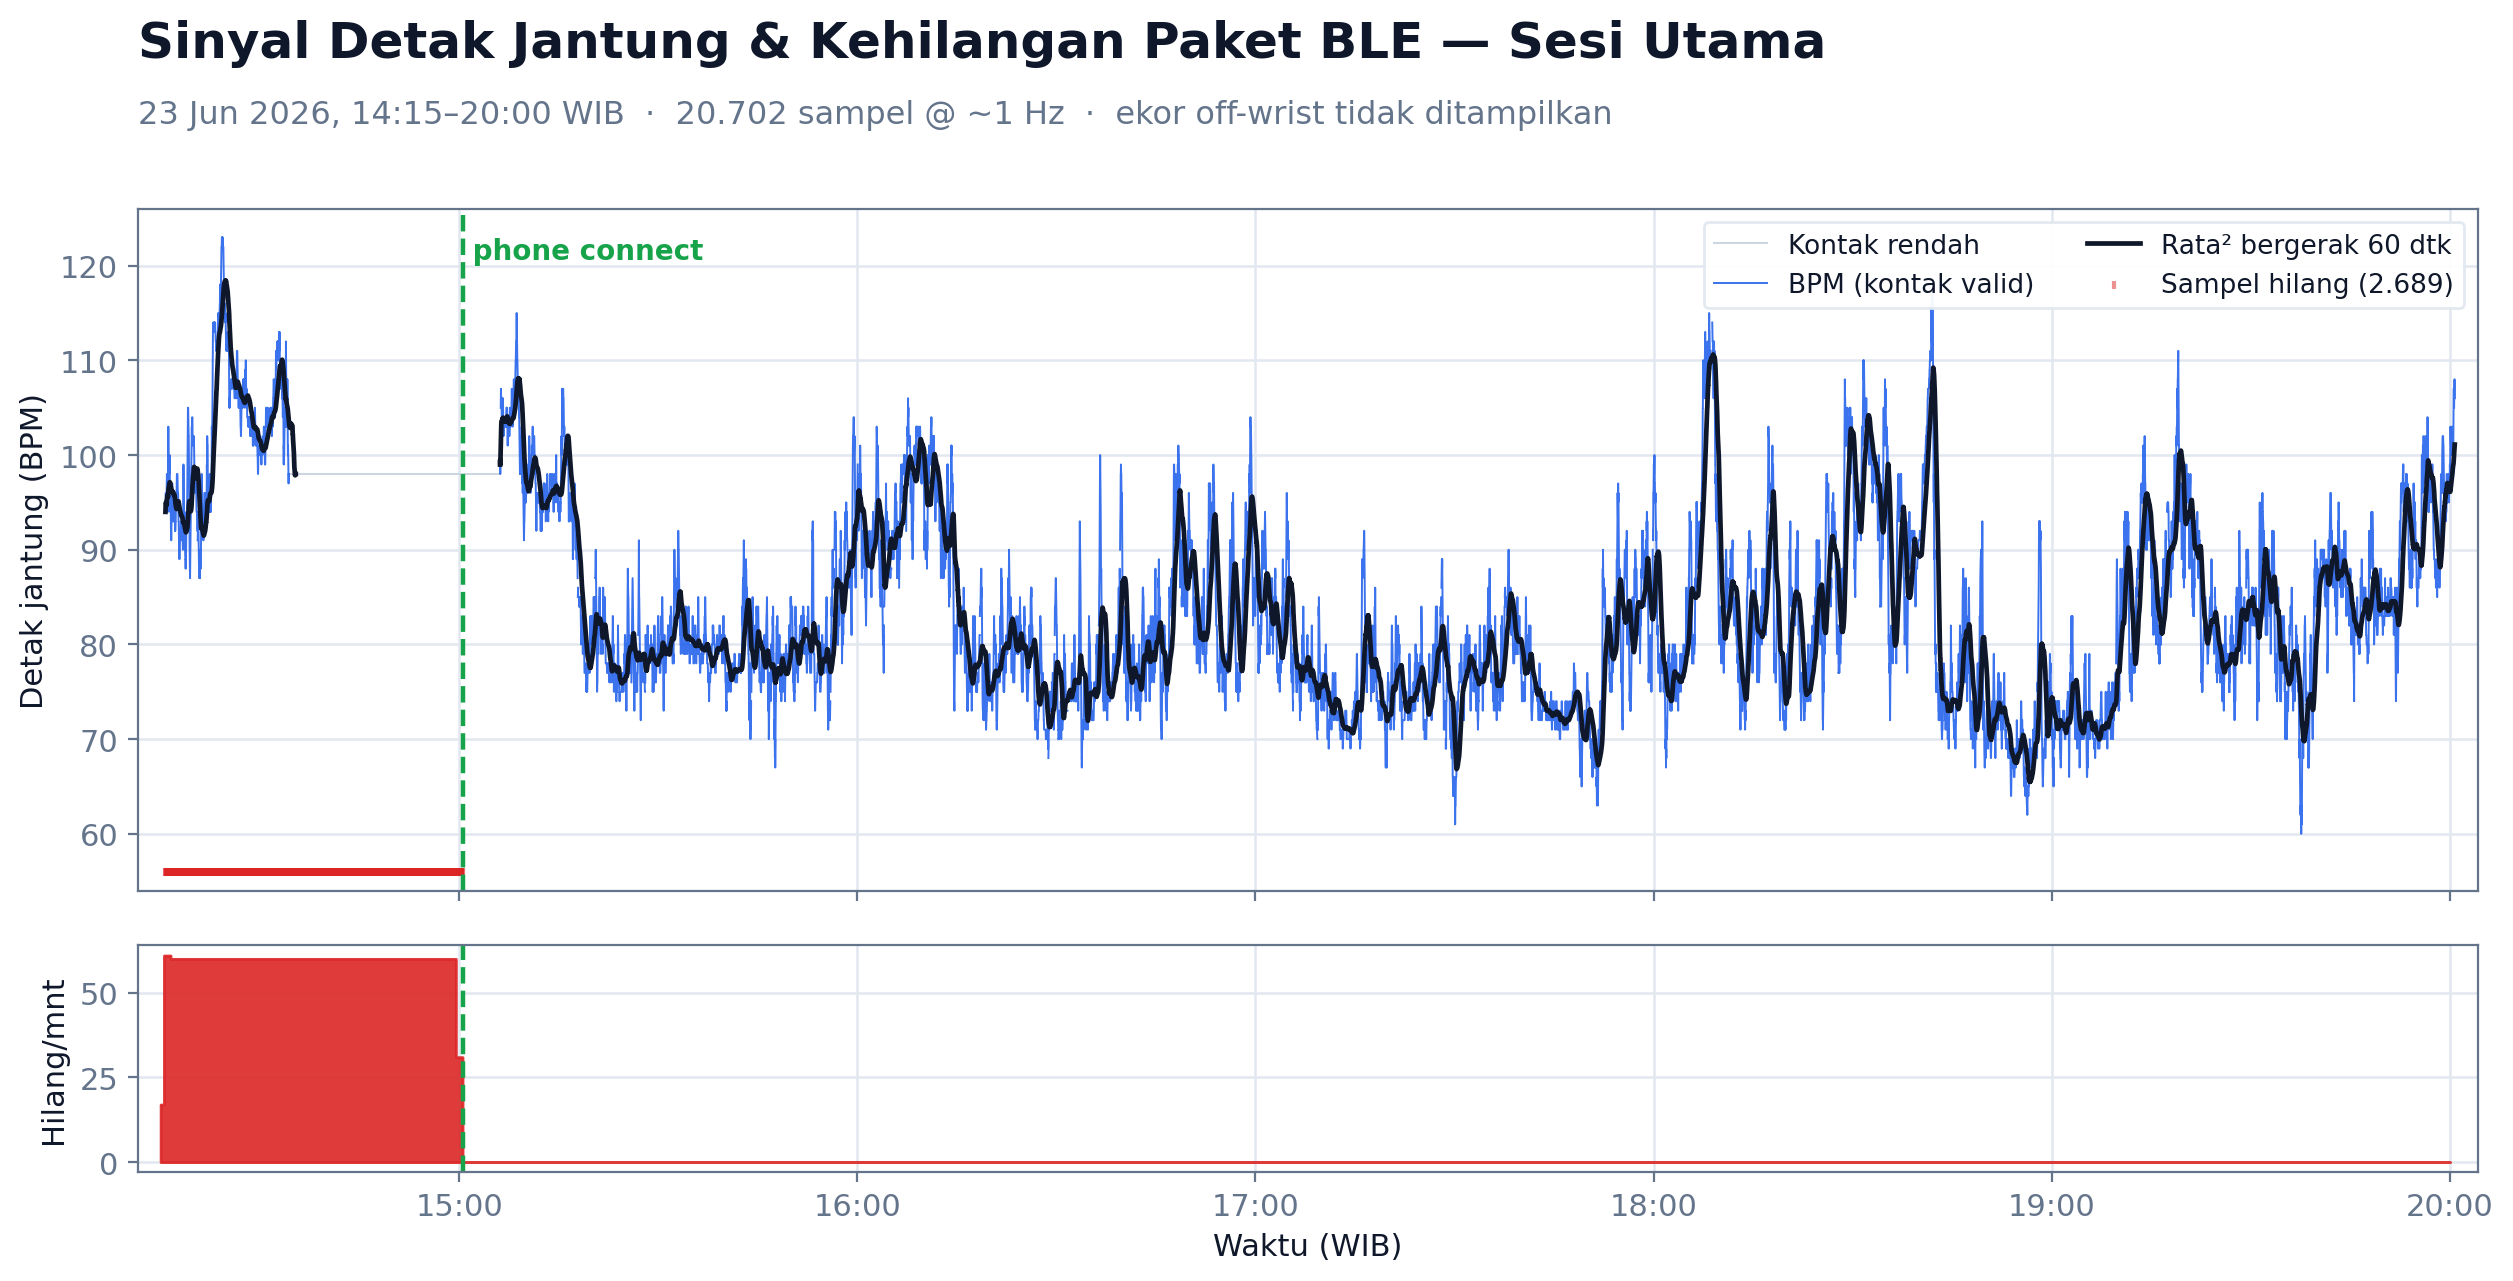 Sinyal Detak Jantung & Kehilangan Paket BLE — Sesi Utama
23 Jun 2026, 14:15–20:00 WIB · 20.702 sampel @ ~1 Hz · ekor off-wrist tidak ditampilkan
phone connect
Kontak rendah
BPM (kontak valid)
Rata² bergerak 60 dtk
Sampel hilang (2.689)
Detak jantung (BPM)
120
110
100
90
80
70
60
Hilang/mnt
50
25
0
15:00 16:00 17:00 18:00 19:00 20:00
Waktu (WIB)